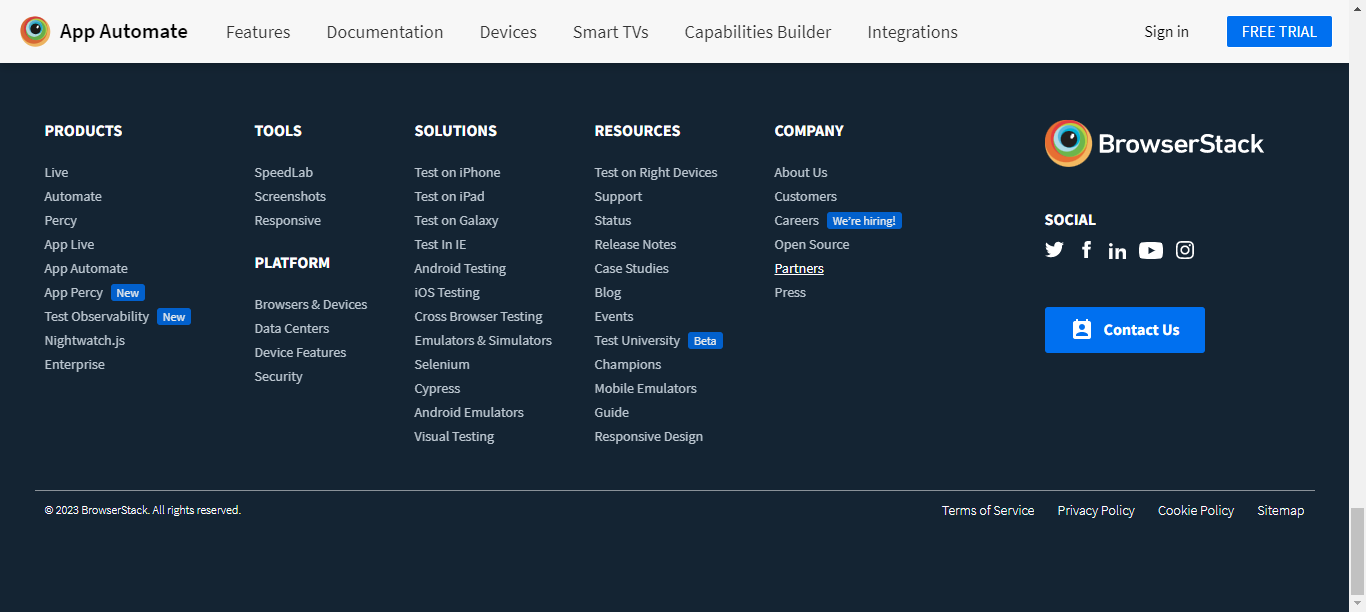 App Automate
Features
Documentation
Devices
Smart TVs
Capabilities Builder
Integrations
Sign in
FREE TRIAL
PRODUCTS
Live
Automate
Percy
App Live
App Automate
App Percy New
Test Observability New
Nightwatch.js
Enterprise
TOOLS
SpeedLab
Screenshots
Responsive
PLATFORM
Browsers & Devices
Data Centers
Device Features
Security
SOLUTIONS
Test on iPhone
Test on iPad
Test on Galaxy
Test In IE
Android Testing
iOS Testing
Cross Browser Testing
Emulators & Simulators
Selenium
Cypress
Android Emulators
Visual Testing
RESOURCES
Test on Right Devices
Support
Status
Release Notes
Case Studies
Blog
Events
Test University Beta
Champions
Mobile Emulators
Guide
Responsive Design
COMPANY
About Us
Customers
Careers We're hiring!
Open Source
Partners
Press
BrowserStack
SOCIAL
Contact Us
© 2023 BrowserStack. All rights reserved.
Terms of Service
Privacy Policy
Cookie Policy
Sitemap